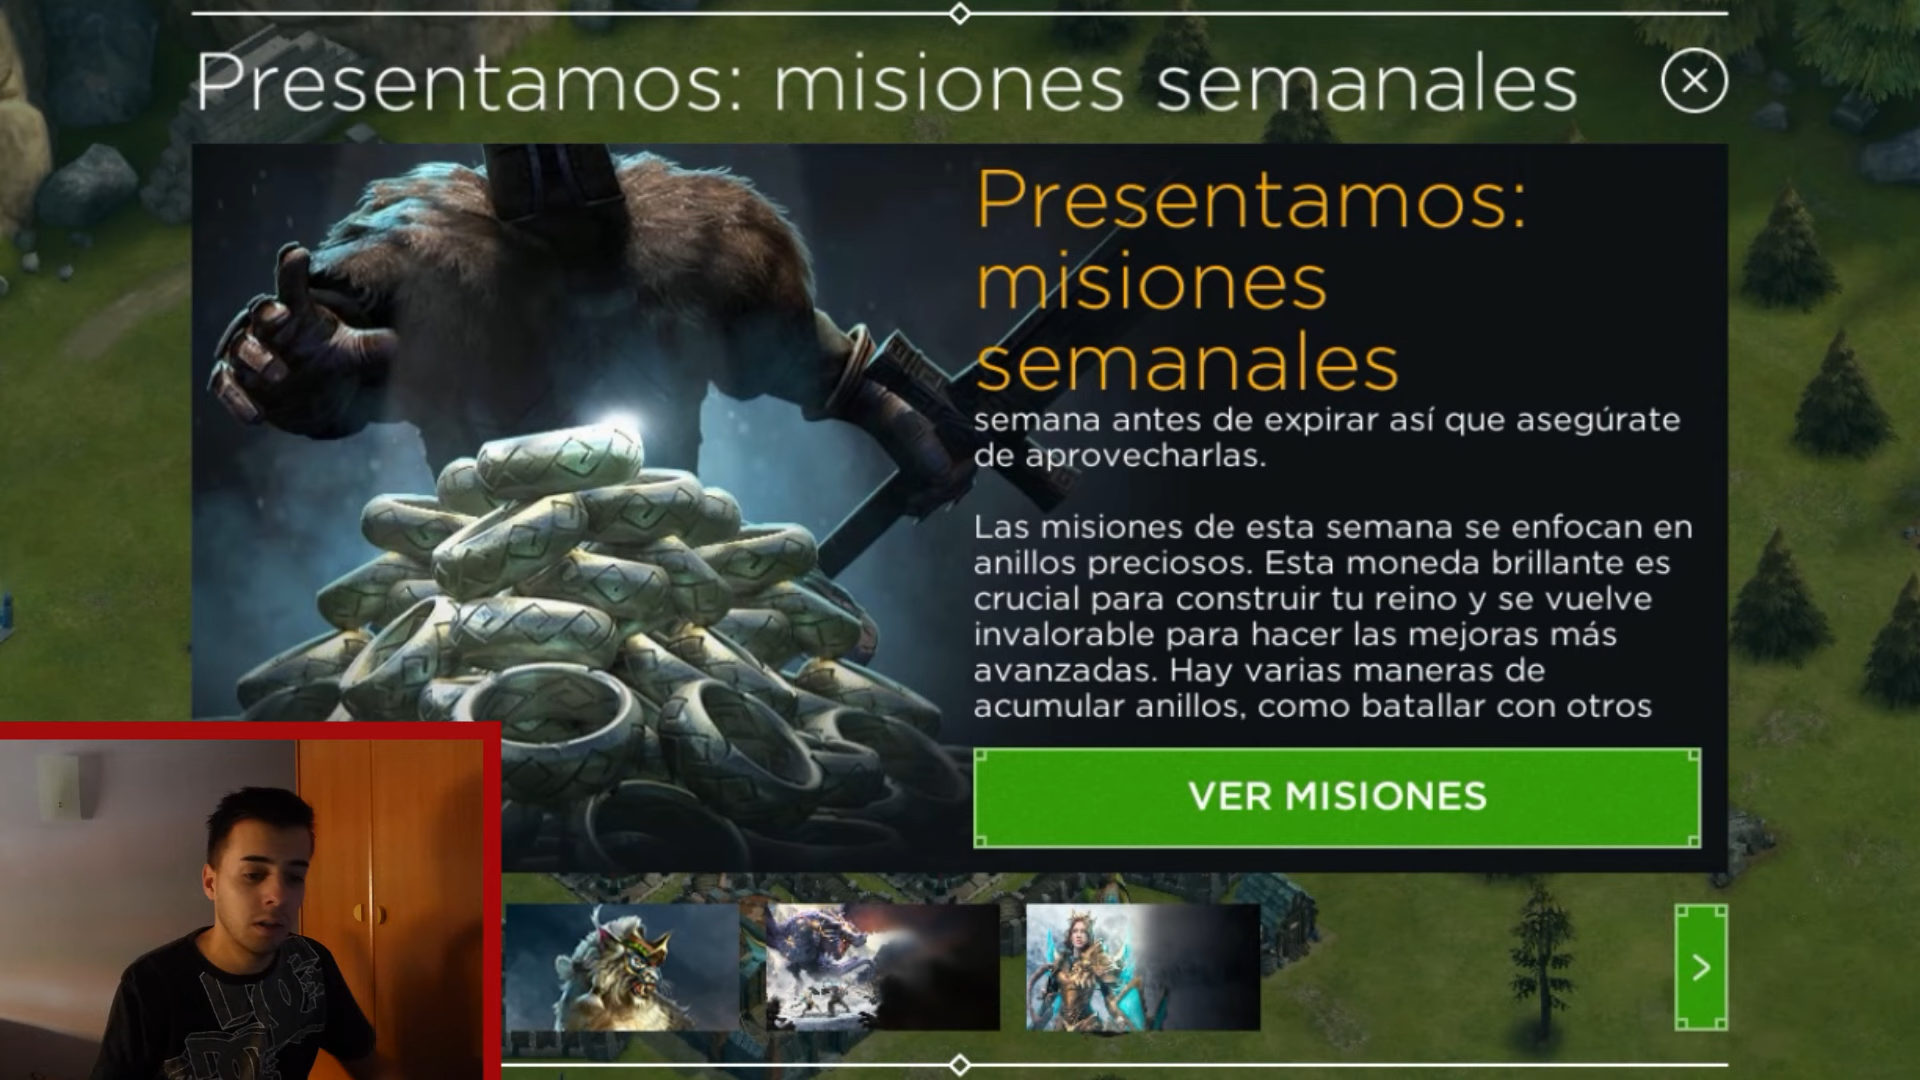 Presentamos: misiones semanales
Presentamos:
misiones
semanales
semana antes de expirar así que asegúrate
de aprovecharlas.
Las misiones de esta semana se enfocan en
anillos preciosos. Esta moneda brillante es
crucial para construir tu reino y se vuelve
invalorable para hacer las mejoras más
avanzadas. Hay varias maneras de
acumular anillos, como batallar con otros
VER MISIONES